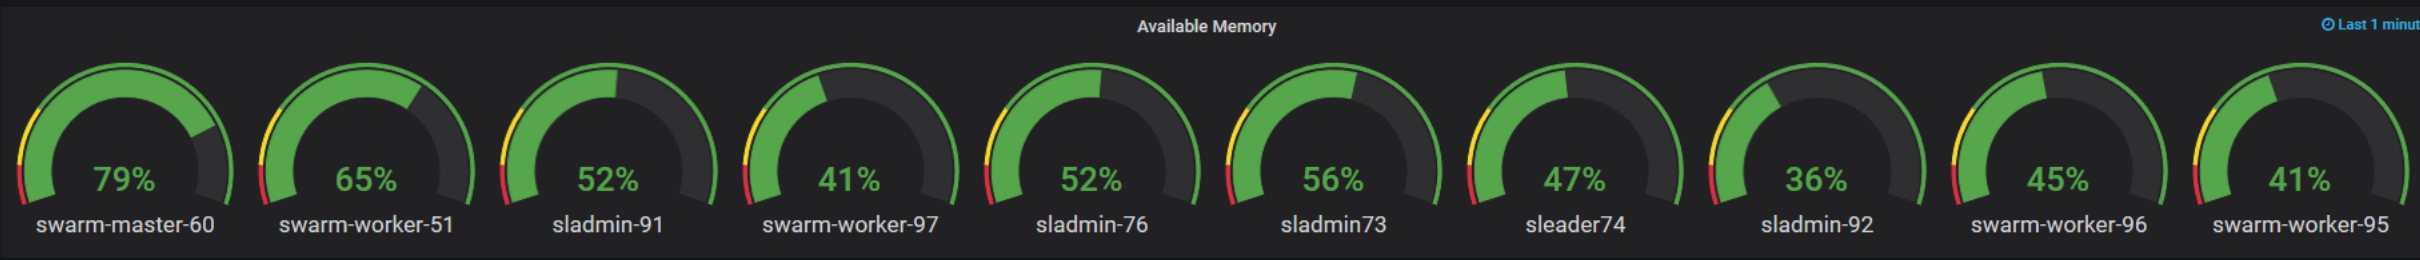 Available Memory
Last 1 minut
79% 65% 52% 41% 52% 56% 47% 36% 45% 41%
swarm-master-60 swarm-worker-51 sladmin-91 swarm-worker-97 sladmin-76 sladmin73 sleader74 sladmin-92 swarm-worker-96 swarm-worker-95